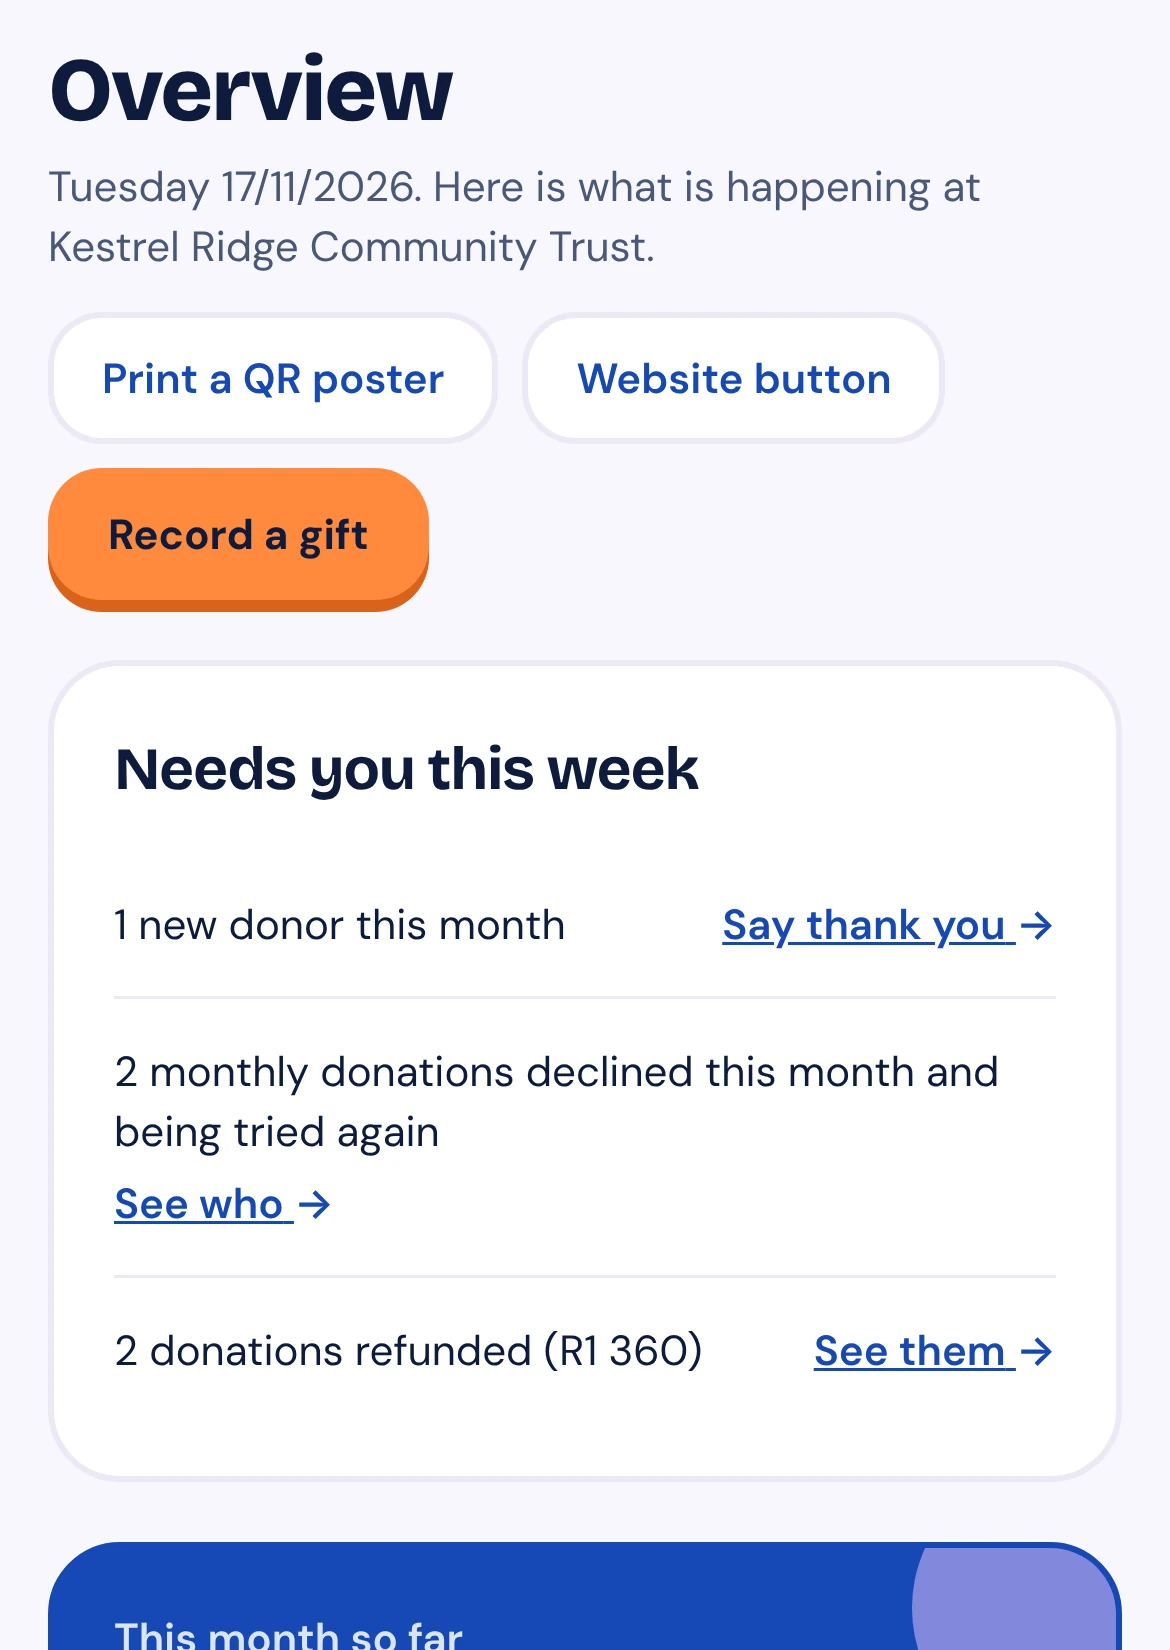 Overview
Tuesday 17/11/2026. Here is what is happening at
Kestrel Ridge Community Trust.
Print a QR poster
Website button
Record a gift
Needs you this week
1 new donor this month
Say thank you →
2 monthly donations declined this month and
being tried again
See who →
2 donations refunded (R1 360)
See them →
This month so far